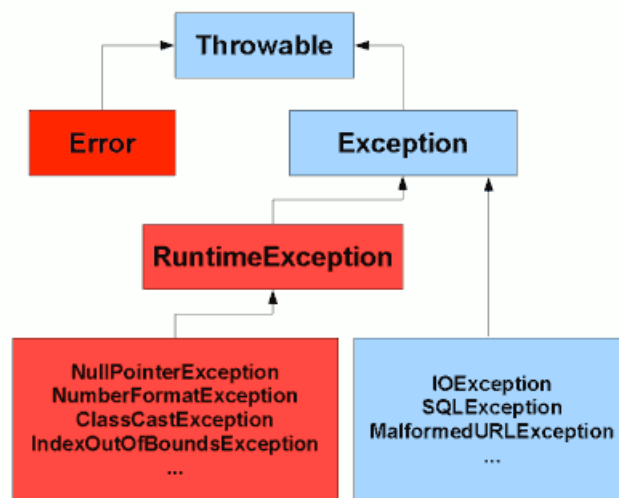 Throwable
Error
Exception
RuntimeException
NullPointerException
NumberFormatException
ClassCastException
IndexOutOfBoundsException
...
IOException
SQLException
MalformedURLException
...